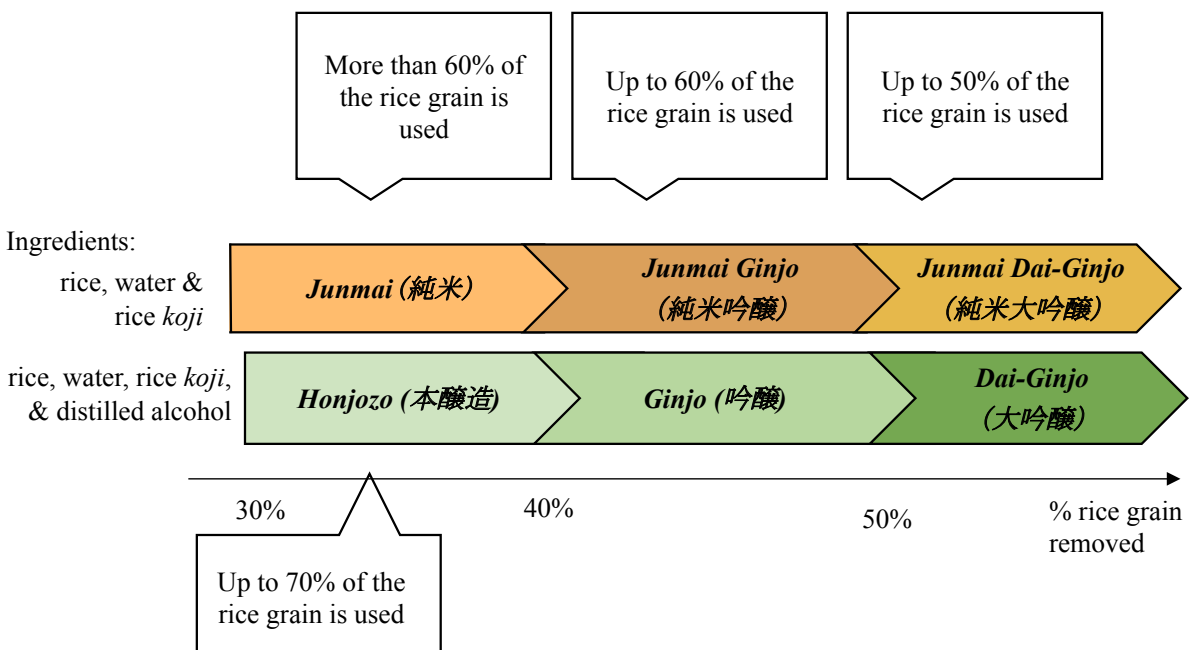 More than 60% of
the rice grain is
used
Up to 60% of the
rice grain is used
Up to 50% of the
rice grain is used
Ingredients:
rice, water &
rice koji
Junmai (純米)
Junmai Ginjo
(純米吟醸)
Junmai Dai-Ginjo
(純米大吟醸)
rice, water, rice koji,
& distilled alcohol
Honjozo (本醸造)
Ginjo (吟醸)
Dai-Ginjo
(大吟醸)
30%
40%
50%
% rice grain
removed
Up to 70% of the
rice grain is used